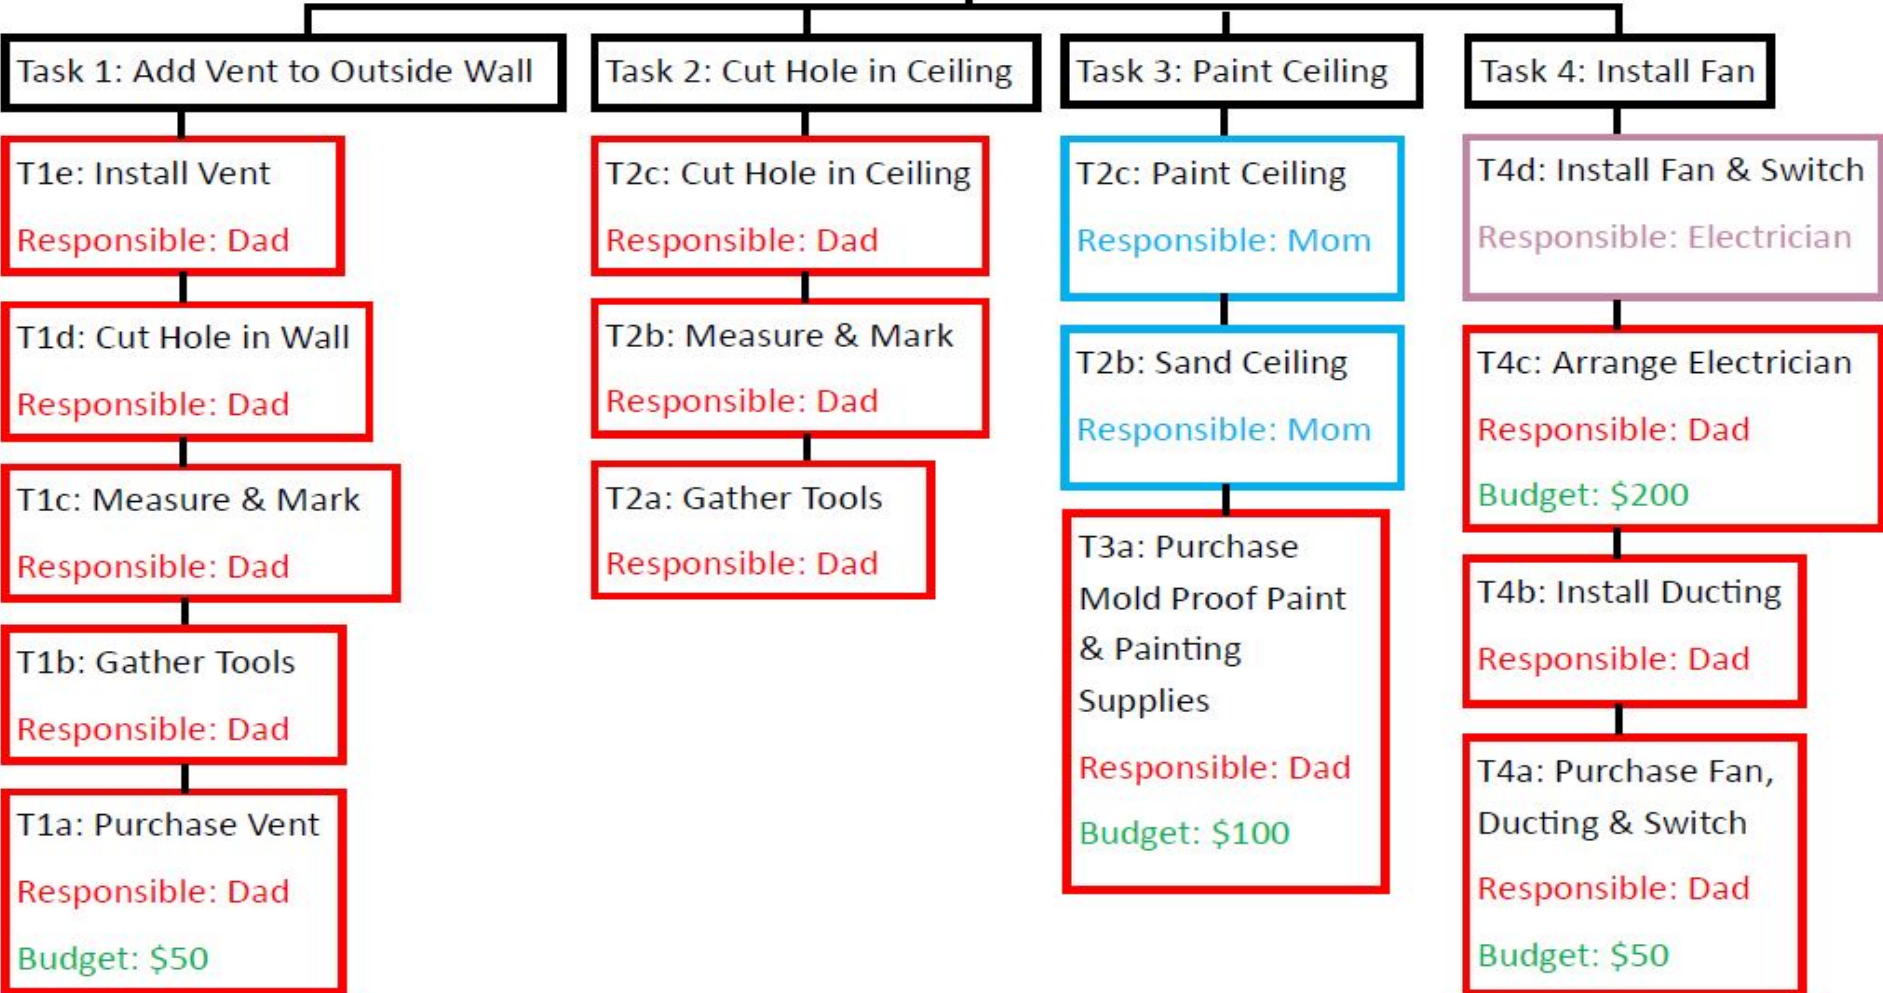 Task 1: Add Vent to Outside Wall
T1e: Install Vent
Responsible: Dad
T1d: Cut Hole in Wall
Responsible: Dad
T1c: Measure & Mark
Responsible: Dad
T1b: Gather Tools
Responsible: Dad
T1a: Purchase Vent
Responsible: Dad
Budget: $50
Task 2: Cut Hole in Ceiling
T2c: Cut Hole in Ceiling
Responsible: Dad
T2b: Measure & Mark
Responsible: Dad
T2a: Gather Tools
Responsible: Dad
Task 3: Paint Ceiling
T2c: Paint Ceiling
Responsible: Mom
T2b: Sand Ceiling
Responsible: Mom
T3a: Purchase
Mold Proof Paint
& Painting
Supplies
Responsible: Dad
Budget: $100
Task 4: Install Fan
T4d: Install Fan & Switch
Responsible: Electrician
T4c: Arrange Electrician
Responsible: Dad
Budget: $200
T4b: Install Ducting
Responsible: Dad
T4a: Purchase Fan,
Ducting & Switch
Responsible: Dad
Budget: $50